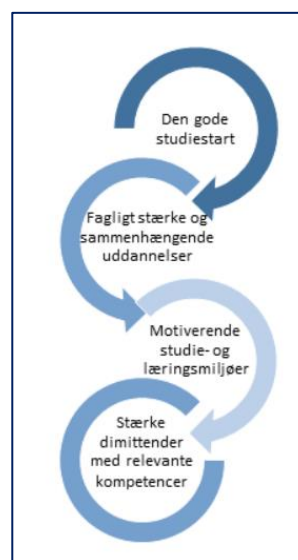 Den gode
studiestart
Fagligt stærke og
sammenhængende
uddannelser
Motiverende
studie- og
læringsmiljøer
Stærke
dimittender
med relevante
kompetencer